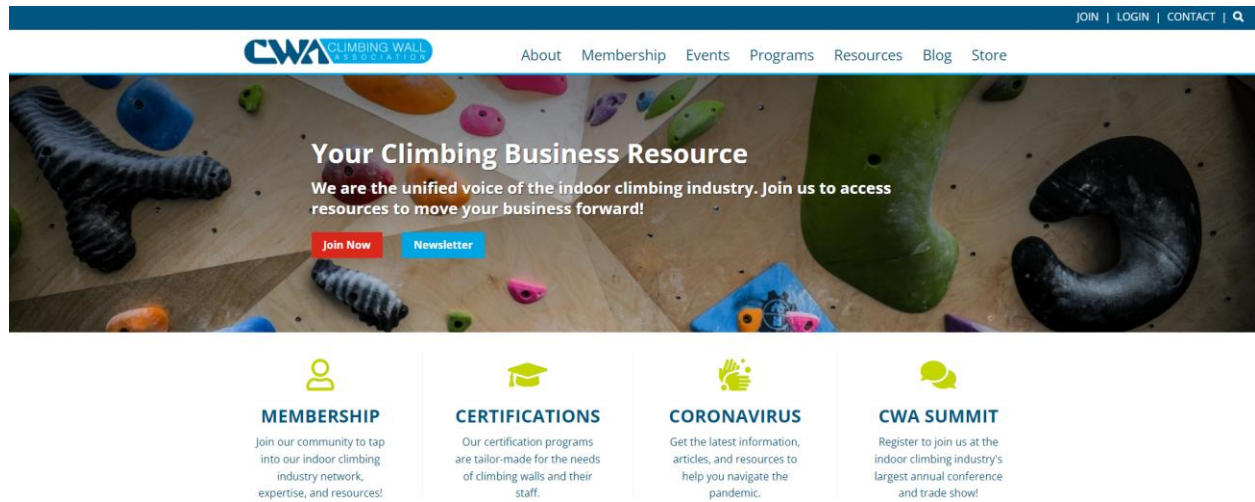 JOIN | LOGIN | CONTACT |
CWA CLIMBING WALL
ASSOCIATION
About Membership Events Programs Resources Blog Store
Your Climbing Business Resource
We are the unified voice of the indoor climbing industry. Join us to access
resources to move your business forward!
Join Now Newsletter
MEMBERSHIP
Join our community to tap
into our indoor climbing
industry network,
expertise, and resources!
CERTIFICATIONS
Our certification programs
are tailor-made for the needs
of climbing walls and their
staff.
CORONAVIRUS
Get the latest information,
articles, and resources to
help you navigate the
pandemic.
CWA SUMMIT
Register to join us at the
indoor climbing industry's
largest annual conference
and trade show!